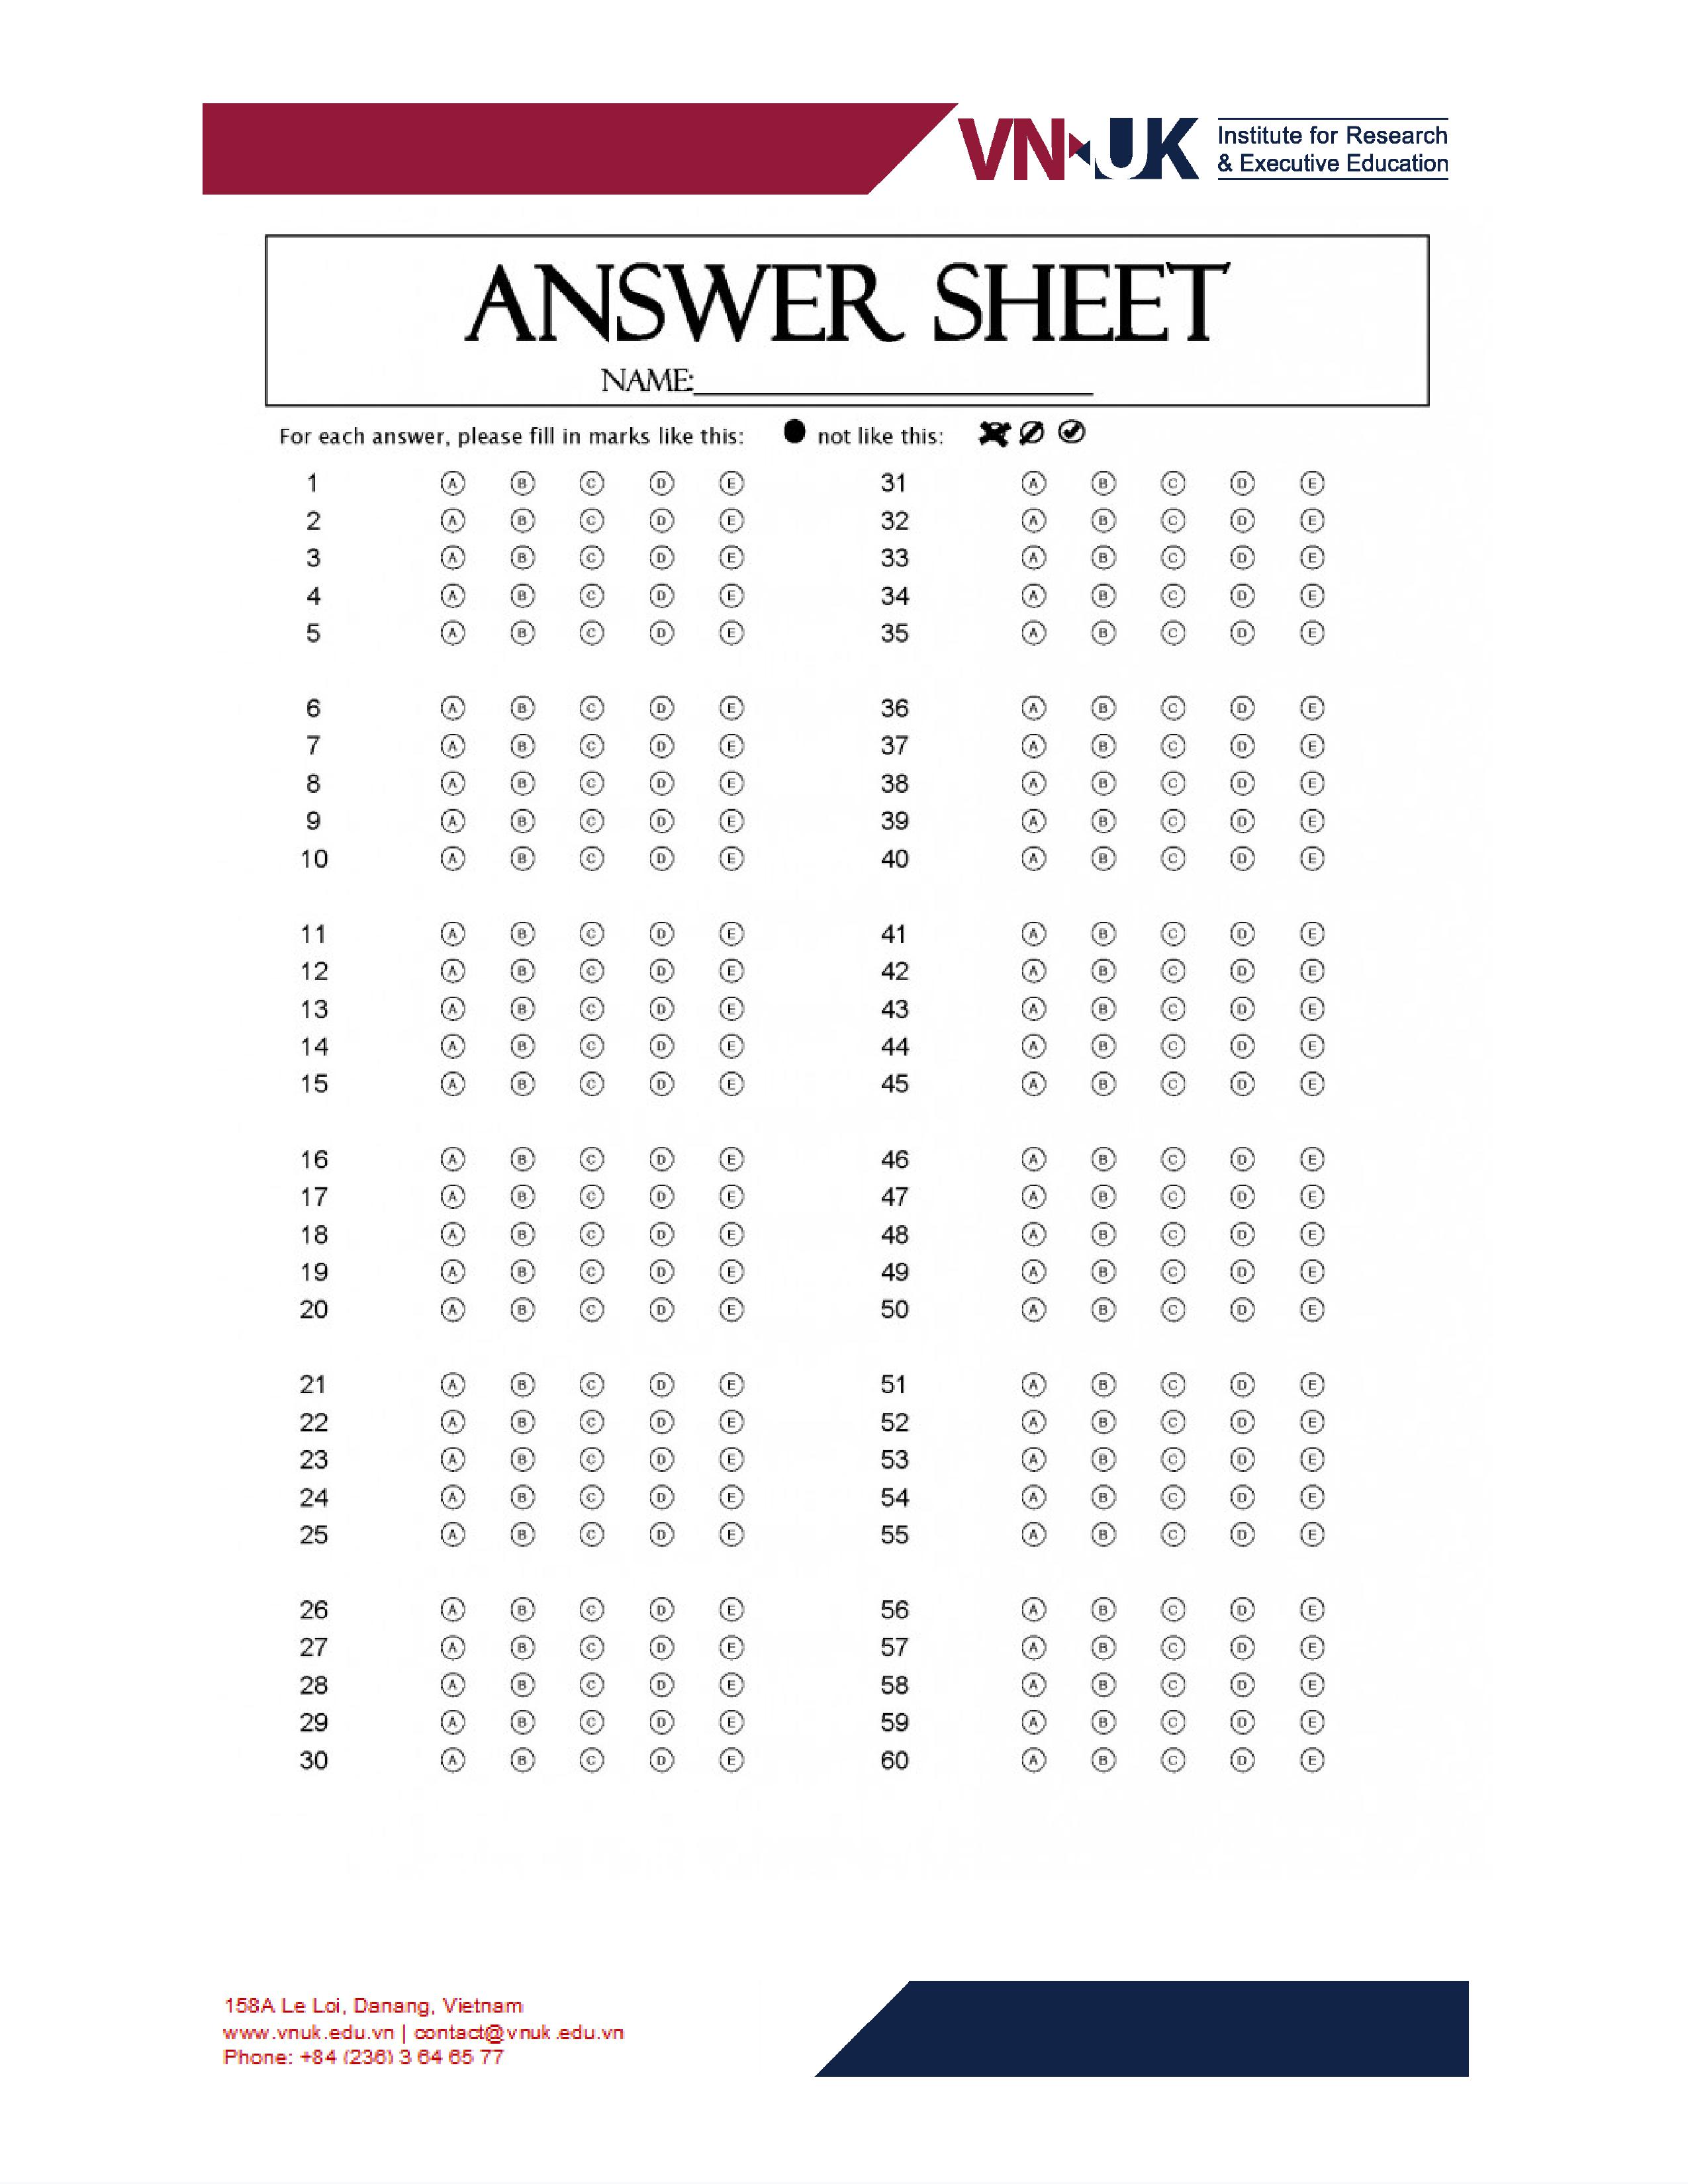 VN UK Institute for Research
& Executive Education
ANSWER SHEET
NAME:
For each answer, please fill in marks like this: not like this:
1 A B C D E 31 A B C D E
2 A B C D E 32 A B C D E
3 A B C D E 33 A B C D E
4 A B C D E 34 A B C D E
5 A B C D E 35 A B C D E
6 A B C D E 36 A B C D E
7 A B C D E 37 A B C D E
8 A B C D E 38 A B C D E
9 A B C D E 39 A B C D E
10 A B C D E 40 A B C D E
11 A B C D E 41 A B C D E
12 A B C D E 42 A B C D E
13 A B C D E 43 A B C D E
14 A B C D E 44 A B C D E
15 A B C D E 45 A B C D E
16 A B C D E 46 A B C D E
17 A B C D E 47 A B C D E
18 A B C D E 48 A B C D E
19 A B C D E 49 A B C D E
20 A B C D E 50 A B C D E
21 A B C D E 51 A B C D E
22 A B C D E 52 A B C D E
23 A B C D E 53 A B C D E
24 A B C D E 54 A B C D E
25 A B C D E 55 A B C D E
26 A B C D E 56 A B C D E
27 A B C D E 57 A B C D E
28 A B C D E 58 A B C D E
29 A B C D E 59 A B C D E
30 A B C D E 60 A B C D E
158A Le Loi, Danang, Vietnam
www.vnuk.edu.vn | contact@vnuk.edu.vn
Phone: +84 (236) 3 64 65 77